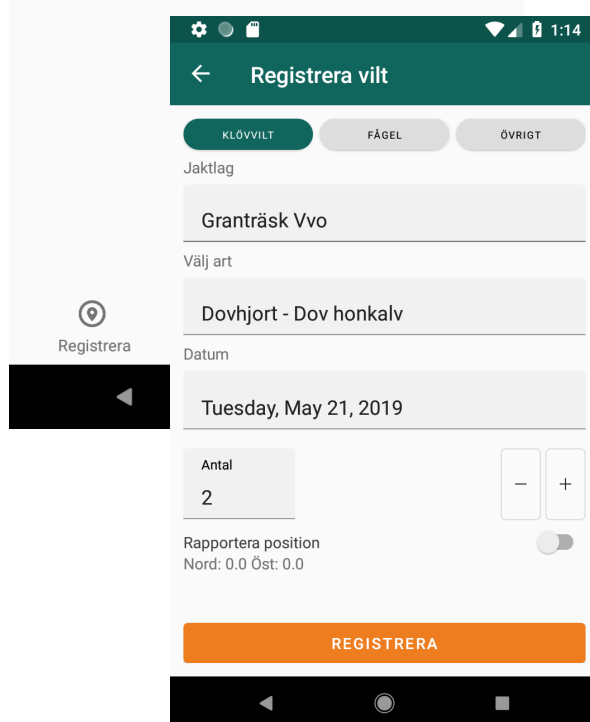 1:14
Registrera vilt
KLÖVVILT FÅGEL ÖVRIGT
Jaktlag
Granträsk Vvo
Välj art
Dovhjort - Dov honkalv
Datum
Tuesday, May 21, 2019
Antal
2
Rapportera position
Nord: 0.0 Öst: 0.0
REGISTRERA
Registrera